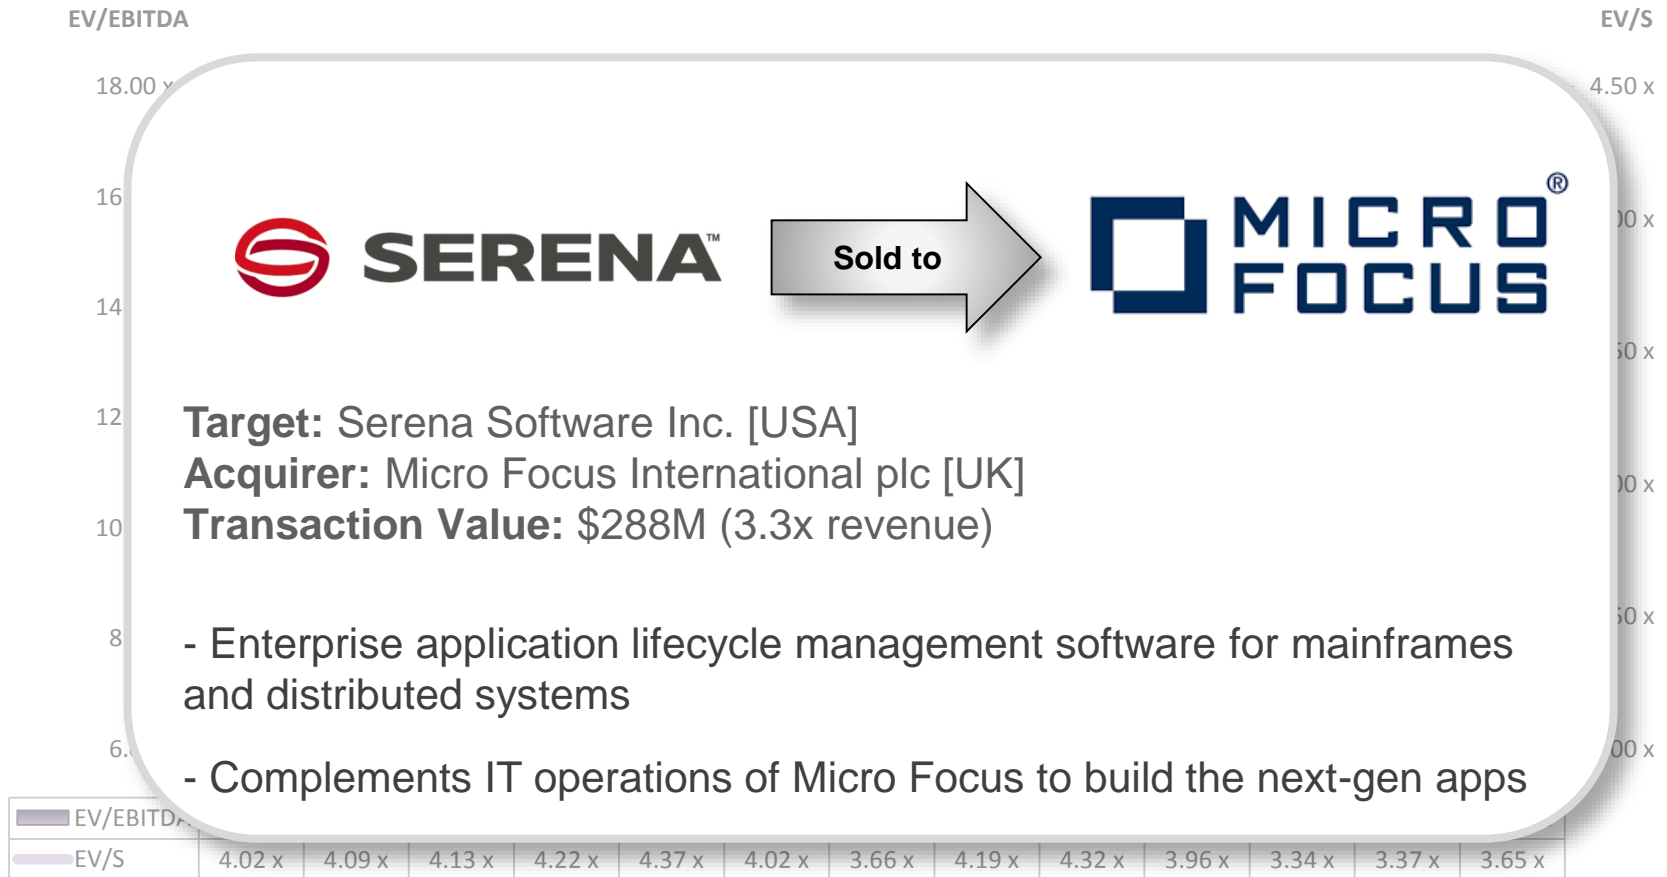 EV/EBITDA EV/S
18.00 x 4.50 x
SERENA™ Sold to MICRO FOCUS®
16
14
12
10
8
Target: Serena Software Inc. [USA]
Acquirer: Micro Focus International plc [UK]
Transaction Value: $288M (3.3x revenue)
- Enterprise application lifecycle management software for mainframes
and distributed systems
- Complements IT operations of Micro Focus to build the next-gen apps
EV/EBITDA
EV/S 4.02 x 4.09 x 4.13 x 4.22 x 4.37 x 4.02 x 3.66 x 4.19 x 4.32 x 3.96 x 3.34 x 3.37 x 3.65 x